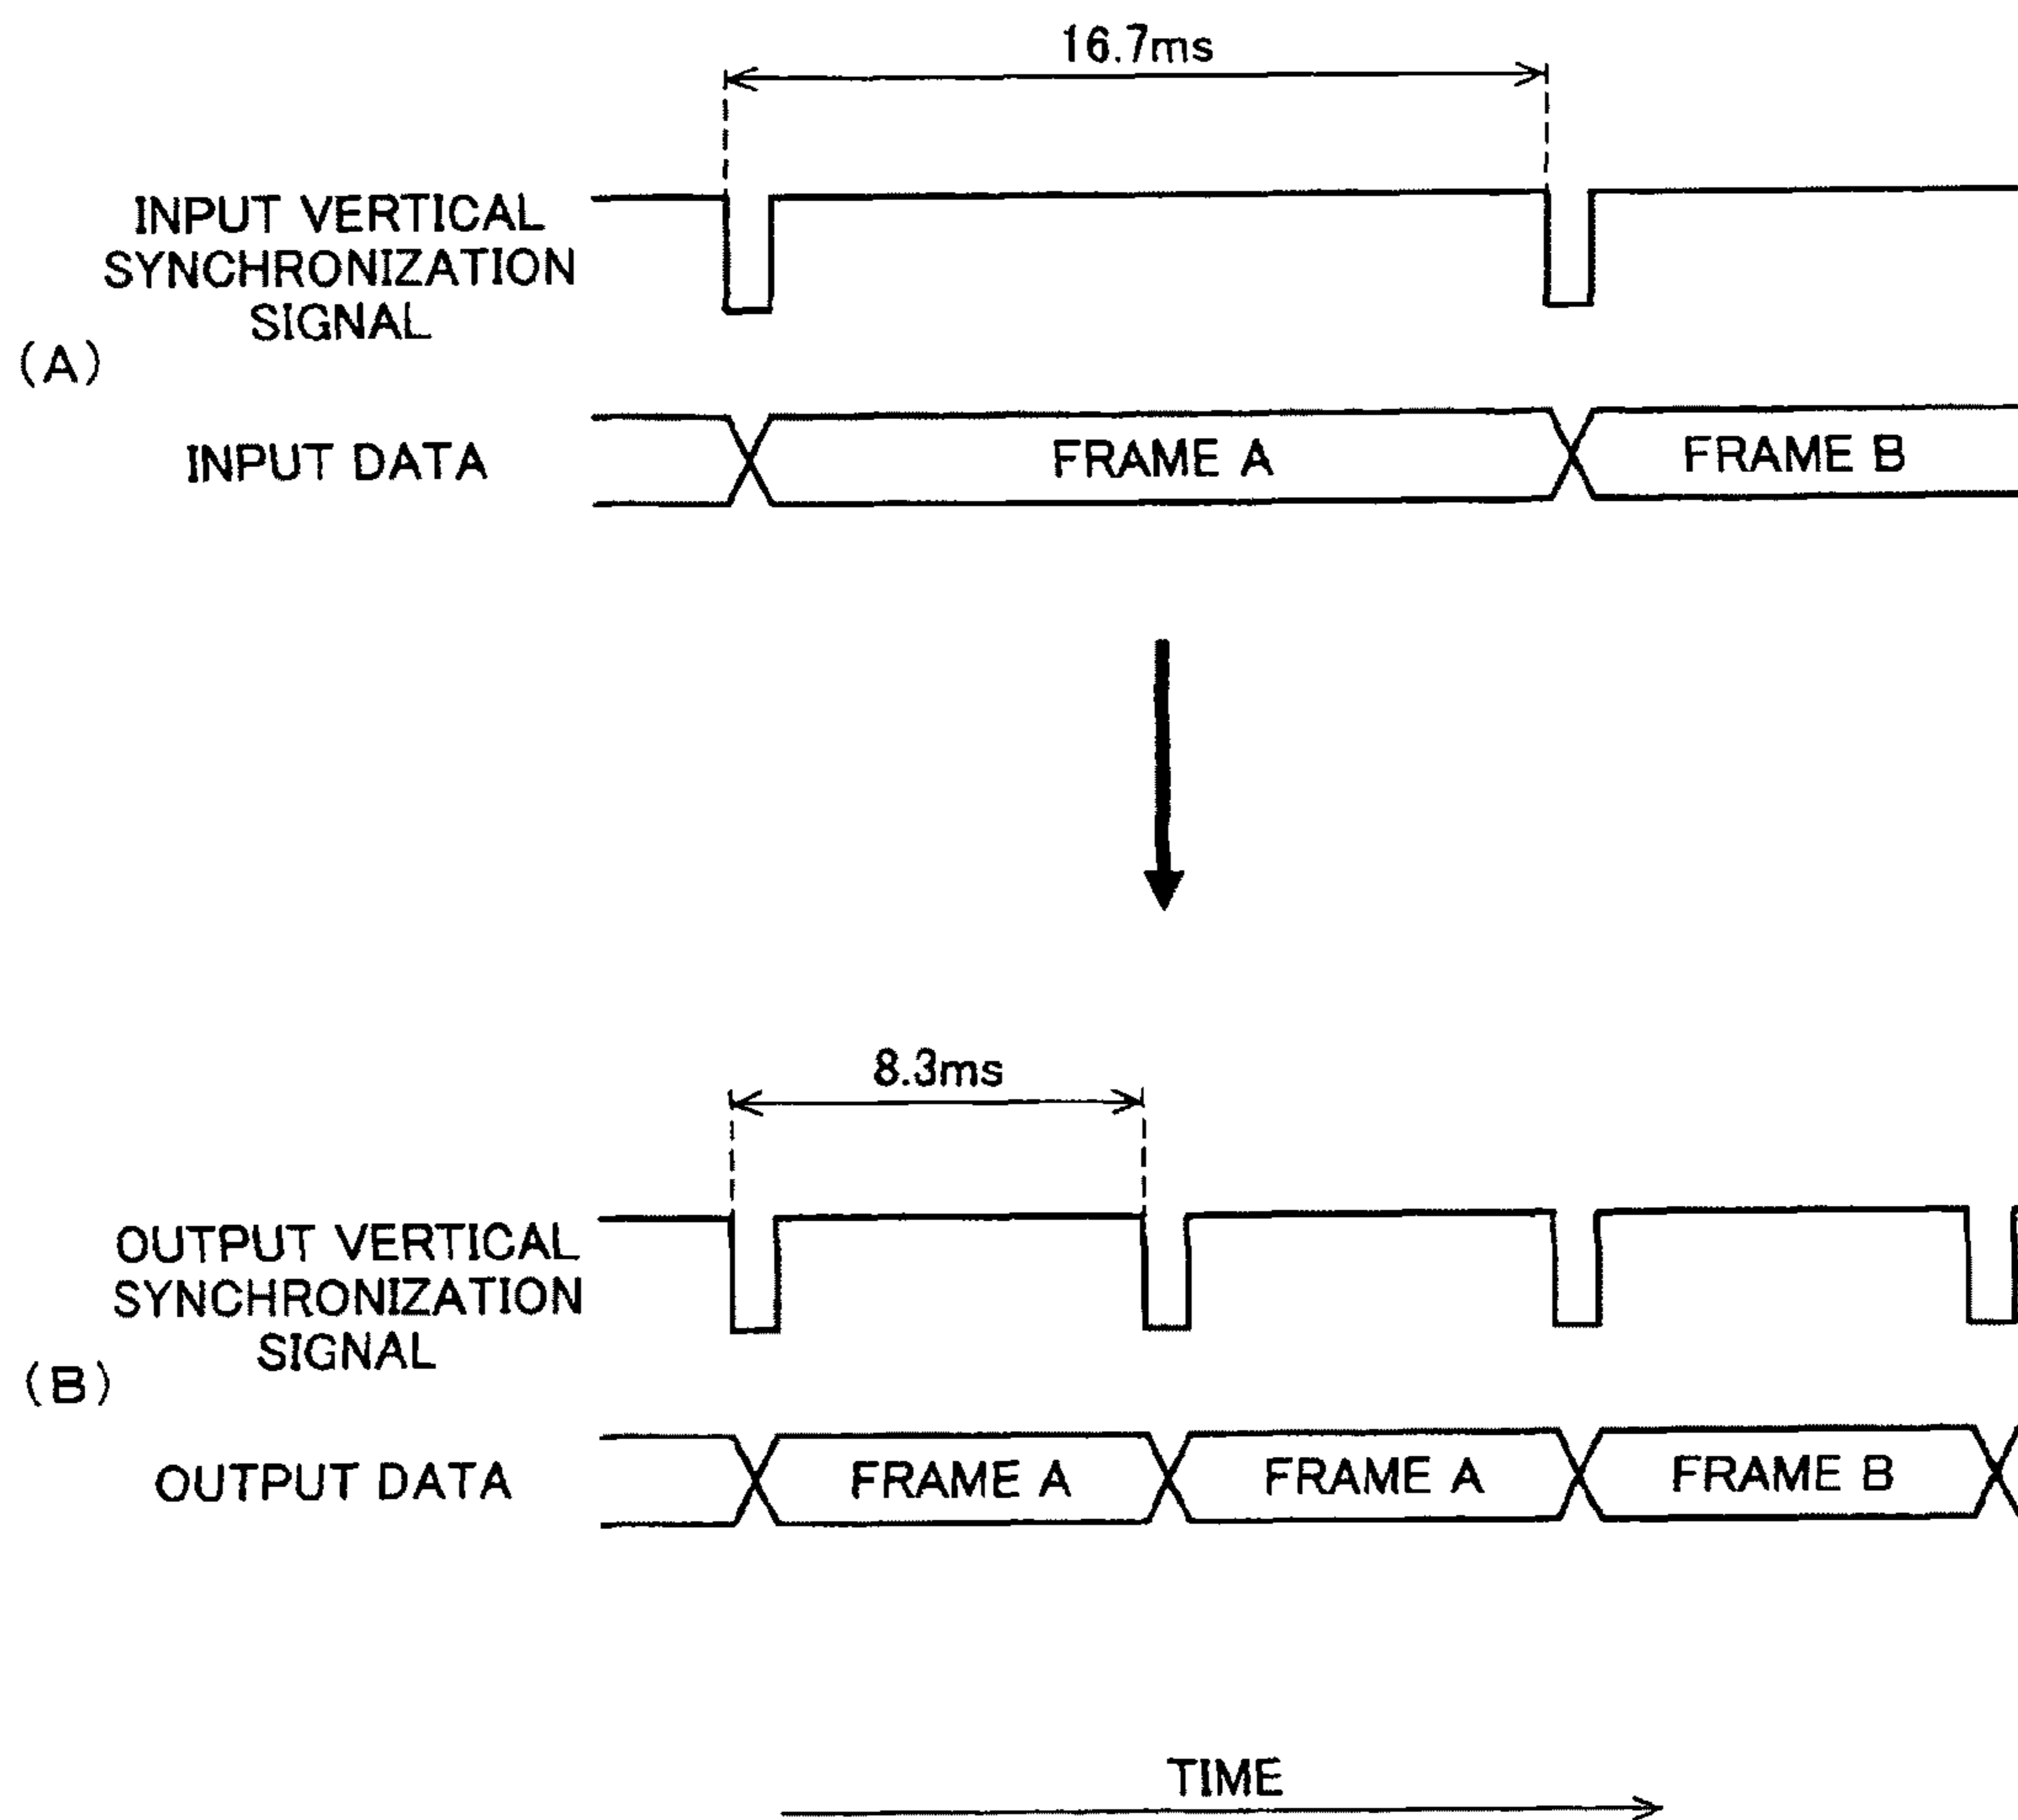 16.7ms
INPUT VERTICAL
SYNCHRONIZATION
SIGNAL
(A)
INPUT DATA
FRAME A
FRAME B
8.3ms
OUTPUT VERTICAL
SYNCHRONIZATION
SIGNAL
(B)
OUTPUT DATA
FRAME A
FRAME A
FRAME B
TIME